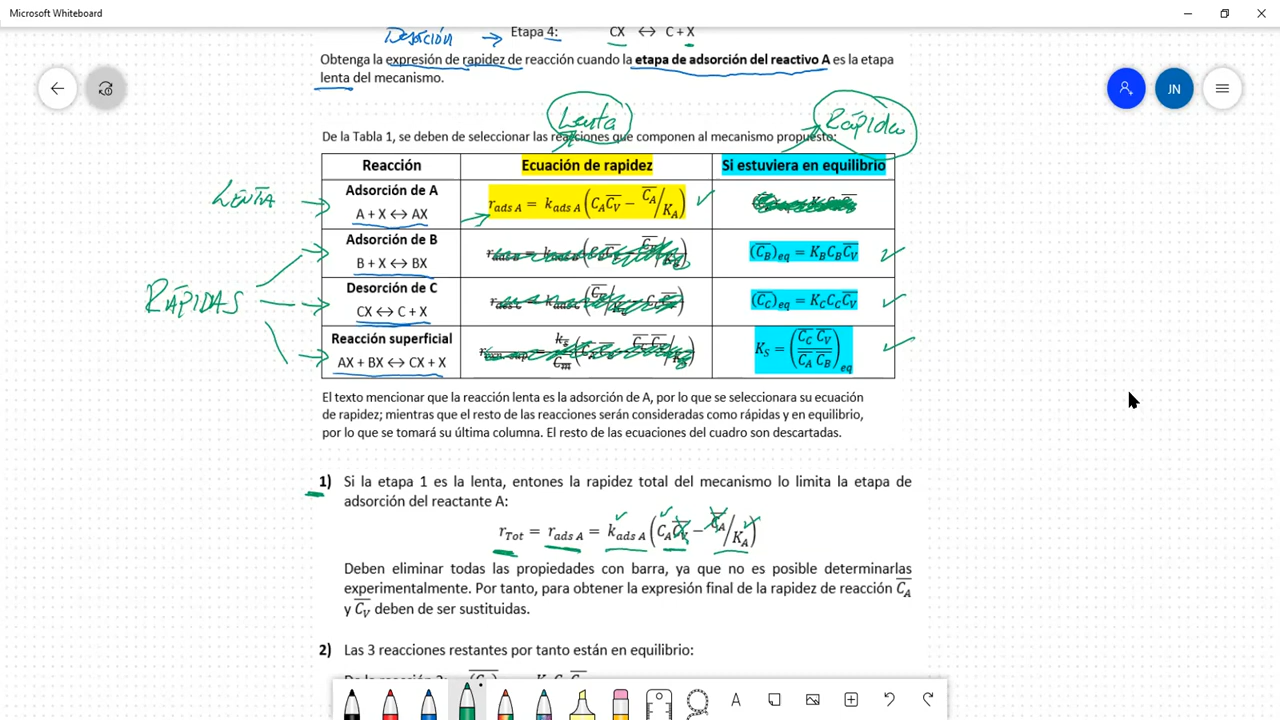 Microsoft Whiteboard
Desorción → Etapa 4: CX ↔ C + X
JN
Obtenga la expresión de rapidez de reacción cuando la etapa de adsorción del reactivo A es la etapa
lenta del mecanismo.
Lenta
De la Tabla 1, se deben de seleccionar las reacciones que componen al mecanismo propuesto:
Reacción Ecuación de rapidez Si estuviera en equilibrio
LENTA
Adsorción de A
A + X ↔ AX
r_ads A = k_ads A (C_A C̅_V − C̅_A/K_A)
Adsorción de B
B + X ↔ BX
(C̅_B)_eq = K_B C_B C̅_V
RÁPIDAS
Desorción de C
CX ↔ C + X
(C̅_C)_eq = K_C C_C C̅_V
Reacción superficial
AX + BX ↔ CX + X
K_S = (C̅_C C̅_V / C̅_A C̅_B)_eq
El texto mencionar que la reacción lenta es la adsorción de A, por lo que se seleccionara su ecuación
de rapidez; mientras que el resto de las reacciones serán consideradas como rápidas y en equilibrio,
por lo que se tomará su última columna. El resto de las ecuaciones del cuadro son descartadas.
1) Si la etapa 1 es la lenta, entones la rapidez total del mecanismo lo limita la etapa de
adsorción del reactante A:
r_Tot = r_ads A = k_ads A (C_A C̅_V − C̅_A/K_A)
Deben eliminar todas las propiedades con barra, ya que no es posible determinarlas
experimentalmente. Por tanto, para obtener la expresión final de la rapidez de reacción C̅_A
y C̅_V deben de ser sustituidas.
2) Las 3 reacciones restantes por tanto están en equilibrio:
A